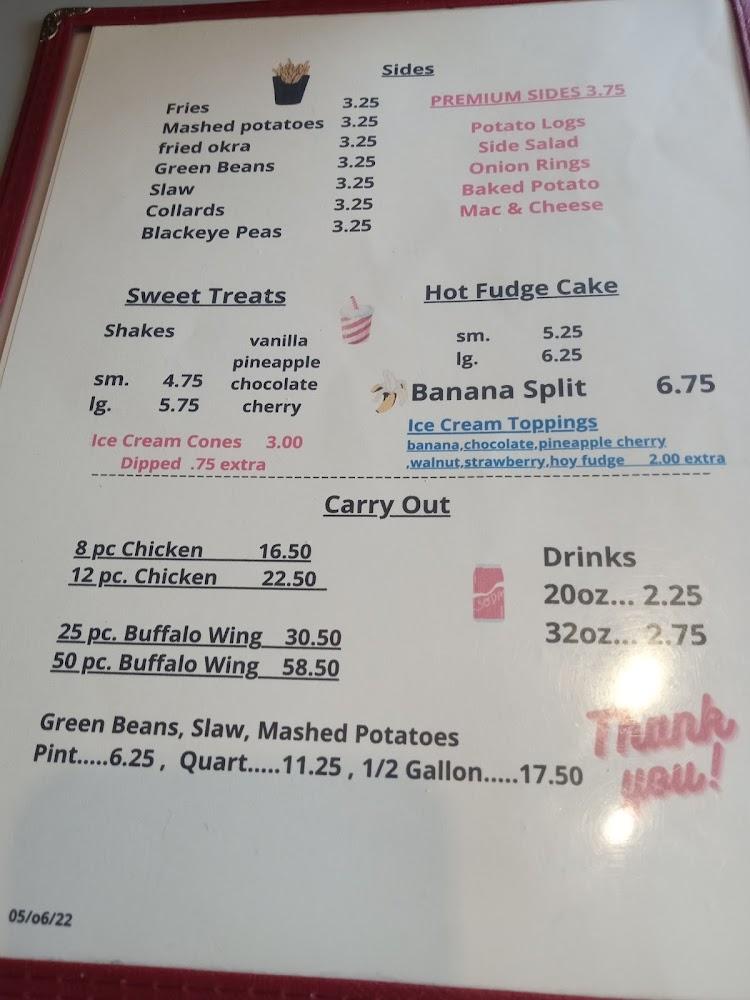 Sides
Fries 3.25
Mashed potatoes 3.25
fried okra 3.25
Green Beans 3.25
Slaw 3.25
Collards 3.25
Blackeye Peas 3.25
PREMIUM SIDES 3.75
Potato Logs
Side Salad
Onion Rings
Baked Potato
Mac & Cheese
Sweet Treats
Shakes
sm. 4.75
lg. 5.75
vanilla
pineapple
chocolate
cherry
Ice Cream Cones 3.00
Dipped .75 extra
Hot Fudge Cake
sm. 5.25
lg. 6.25
Banana Split 6.75
Ice Cream Toppings
banana,chocolate,pineapple cherry
,walnut,strawberry,hoy fudge 2.00 extra
Carry Out
8 pc Chicken 16.50
12 pc. Chicken 22.50
25 pc. Buffalo Wing 30.50
50 pc. Buffalo Wing 58.50
SODA
Drinks
20oz... 2.25
32oz... 2.75
Green Beans, Slaw, Mashed Potatoes
Pint.....6.25 , Quart.....11.25 , 1/2 Gallon.....17.50
Thank
you!
05/o6/22